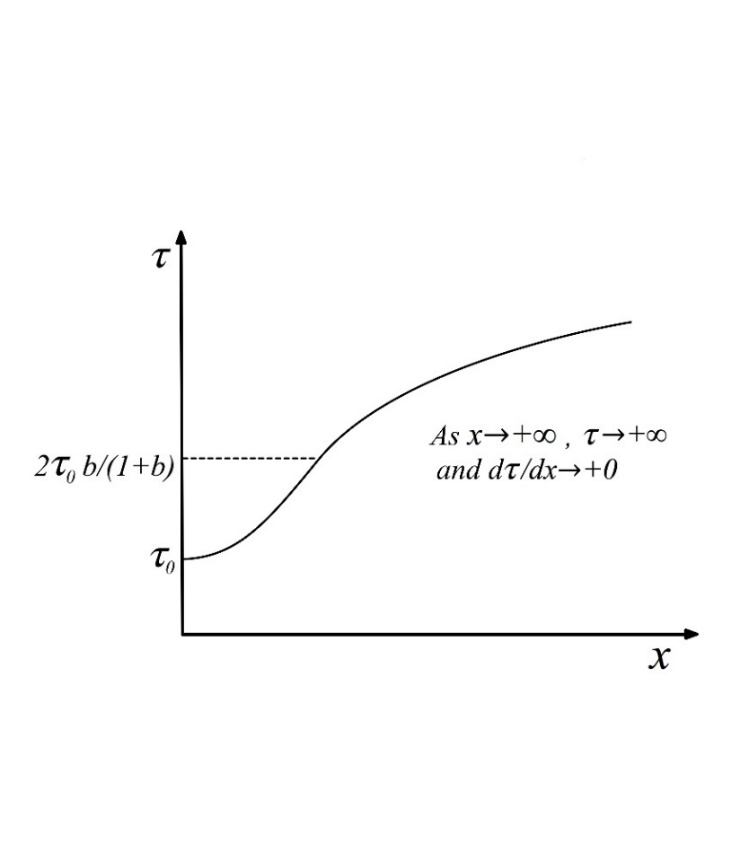 τ
2τ₀ b/(1+b)
As x→+∞ , τ→+∞
and dτ/dx→+0
τ₀
x